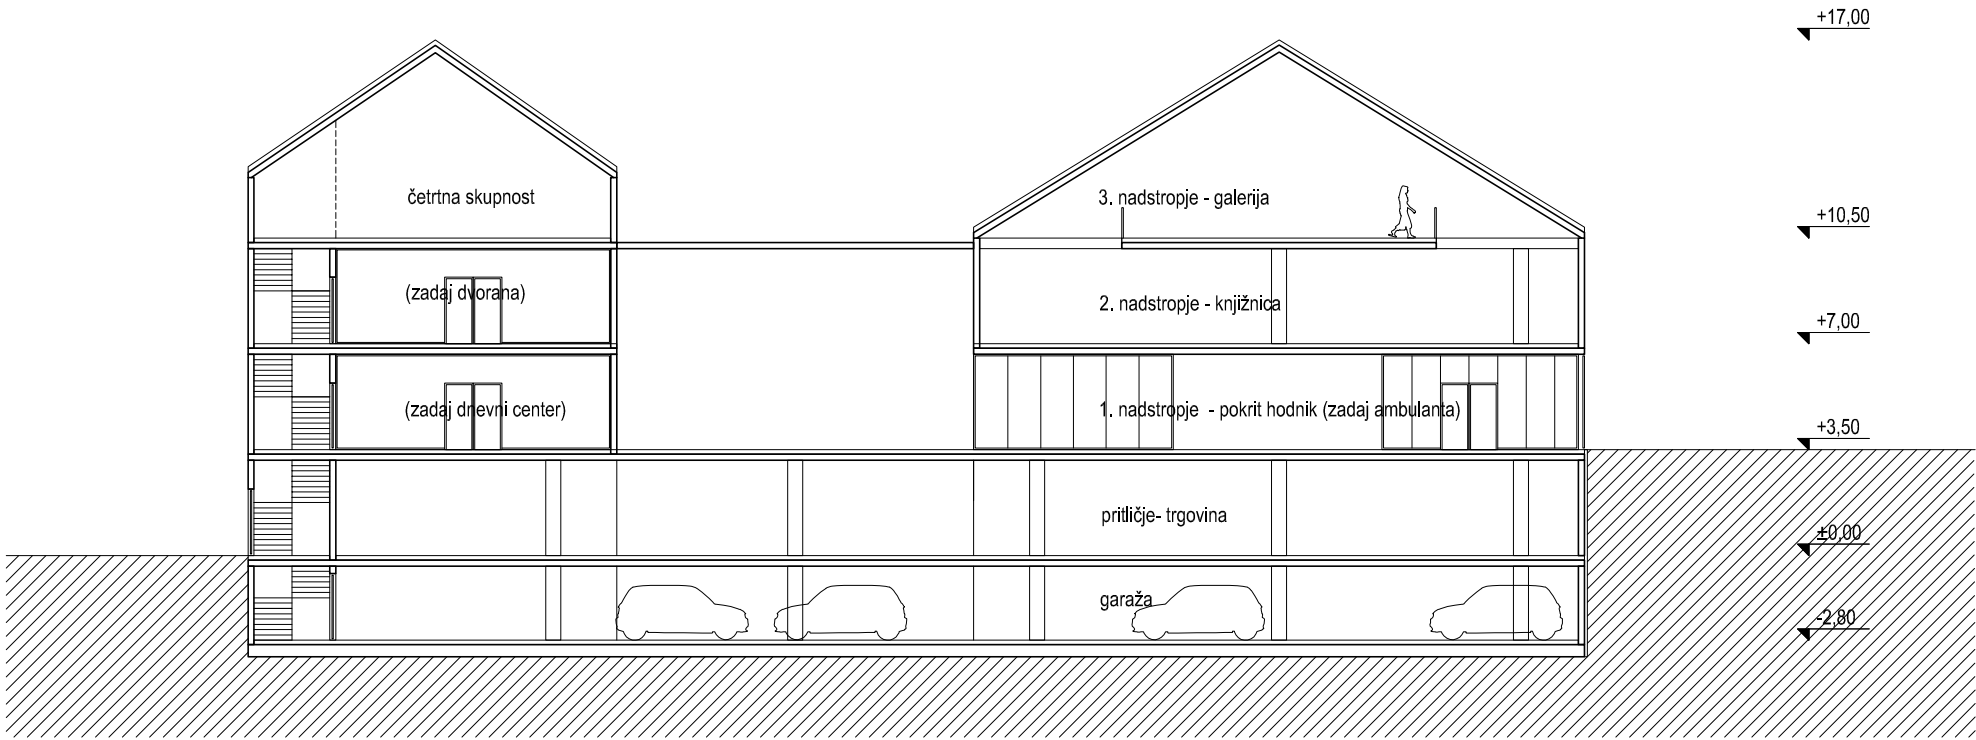 +17,00
četrtna skupnost
3. nadstropje - galerija
+10,50
(zadaj dvorana)
2. nadstropje - knjižnica
+7,00
(zadaj dnevni center)
1. nadstropje - pokrit hodnik (zadaj ambulanta)
+3,50
pritličje- trgovina
±0,00
garaža
-2,80